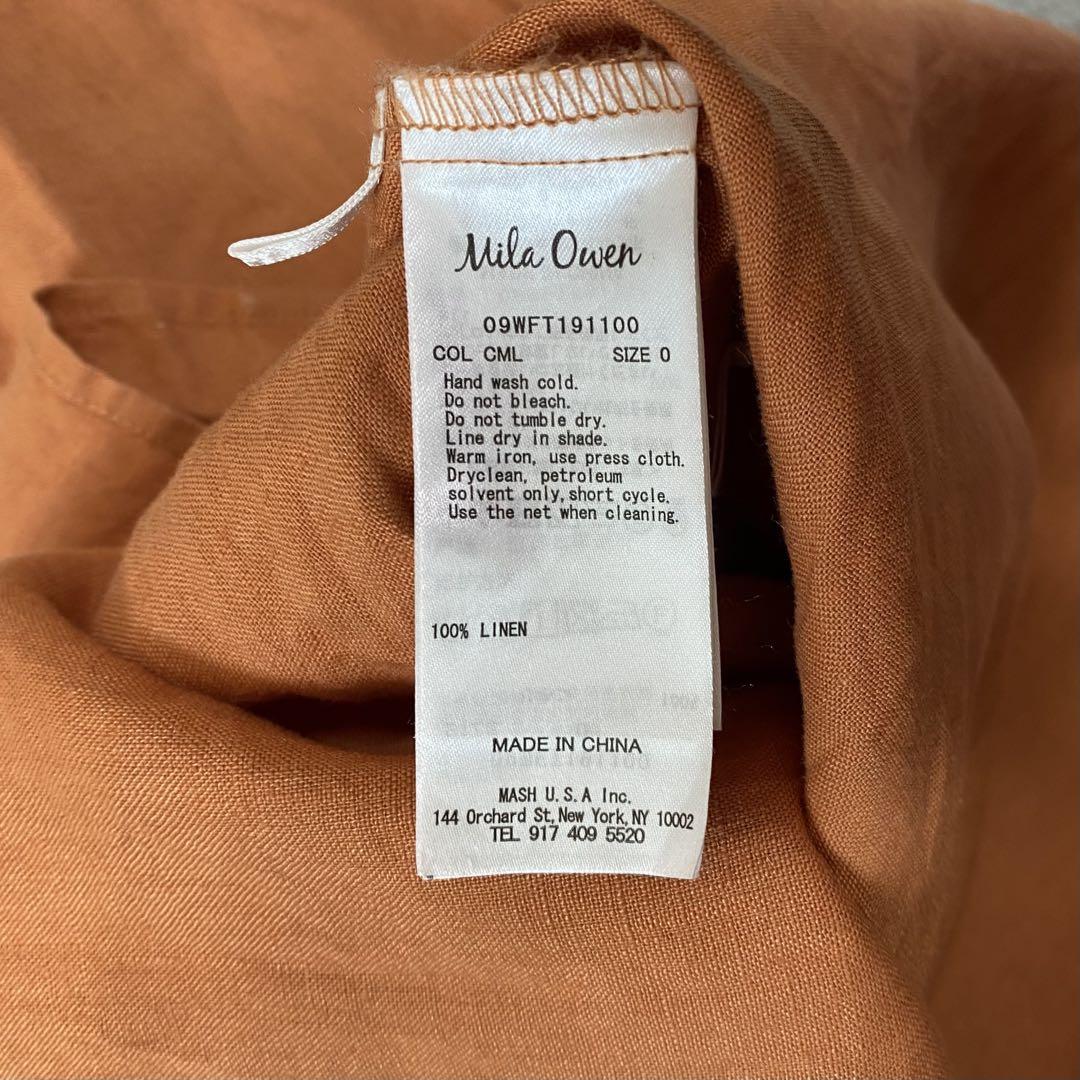 Mila Owen
09WFT191100
COL CML SIZE 0
Hand wash cold.
Do not bleach.
Do not tumble dry.
Line dry in shade.
Warm iron, use press cloth.
Dryclean, petroleum
solvent only, short cycle.
Use the net when cleaning.
100% LINEN
MADE IN CHINA
MASH U.S.A Inc.
144 Orchard St, New York, NY 10002
TEL 917 409 5520